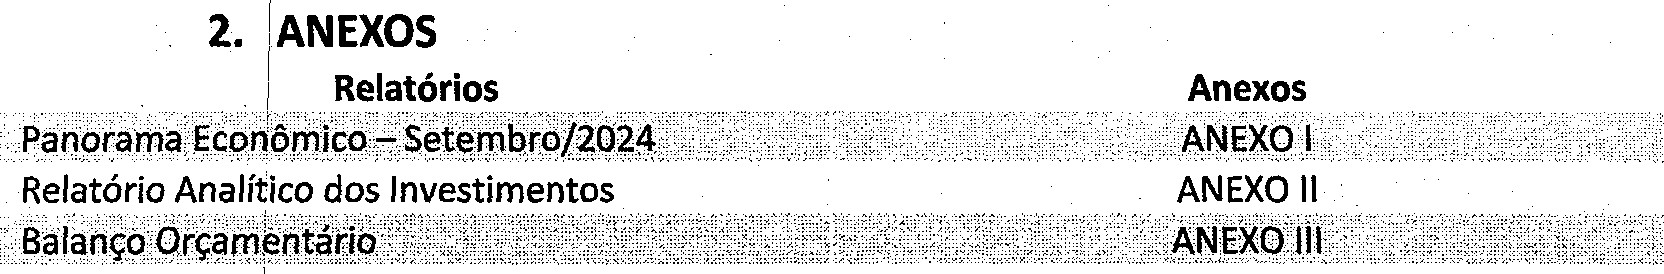 2. ANEXOS
Relatórios Anexos
Panorama Econômico – Setembro/2024 ANEXO I
Relatório Analítico dos Investimentos ANEXO II
Balanço Orçamentário ANEXO III